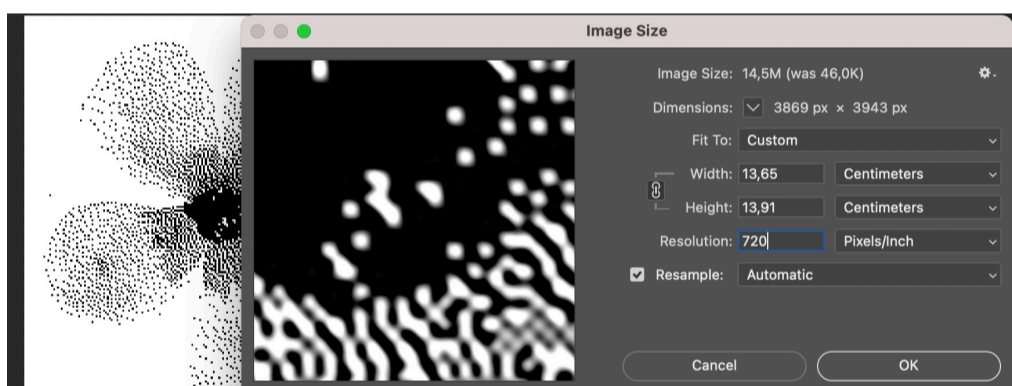 Image Size
Image Size: 14,5M (was 46,0K)
Dimensions: 3869 px × 3943 px
Fit To: Custom
Width: 13,65 Centimeters
Height: 13,91 Centimeters
Resolution: 720 Pixels/Inch
Resample: Automatic
Cancel OK